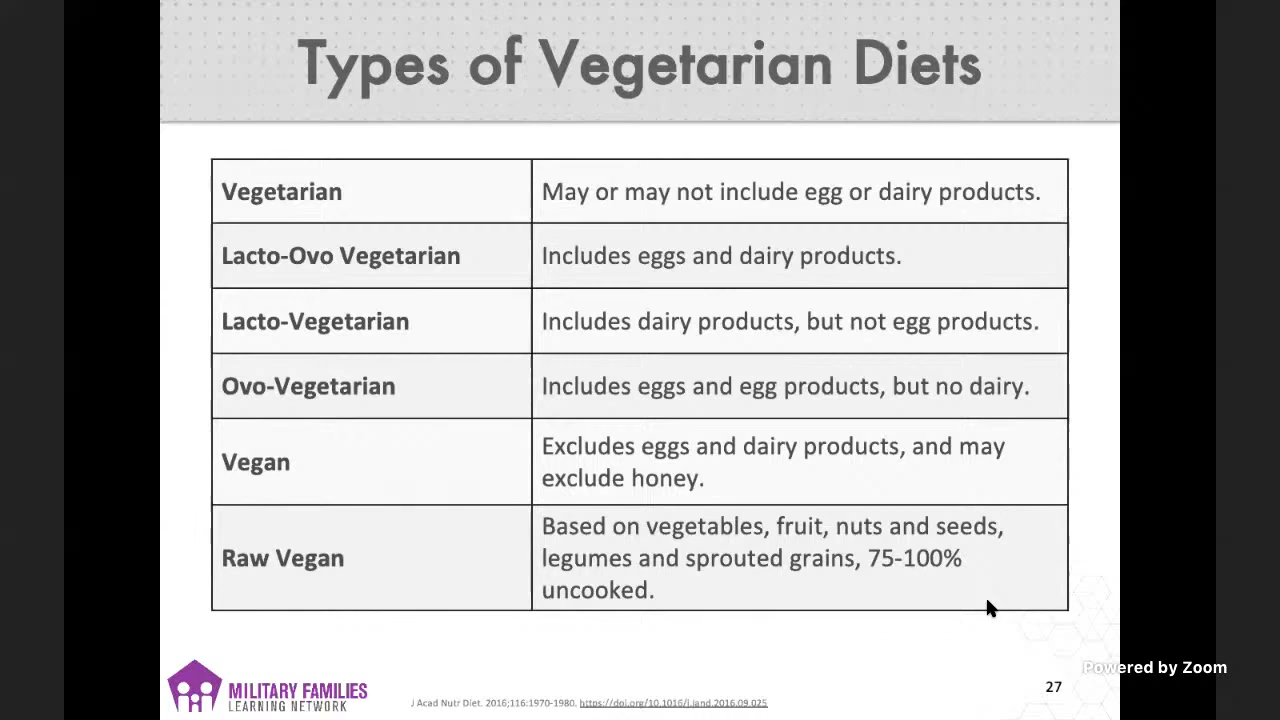 Types of Vegetarian Diets
Vegetarian
May or may not include egg or dairy products.
Lacto-Ovo Vegetarian
Includes eggs and dairy products.
Lacto-Vegetarian
Includes dairy products, but not egg products.
Ovo-Vegetarian
Includes eggs and egg products, but no dairy.
Vegan
Excludes eggs and dairy products, and may
exclude honey.
Raw Vegan
Based on vegetables, fruit, nuts and seeds,
legumes and sprouted grains, 75-100%
uncooked.
MILITARY FAMILIES
LEARNING NETWORK
J Acad Nutr Diet. 2016;116:1970-1980. https://doi.org/10.1016/j.jand.2016.09.025
27
Powered by Zoom